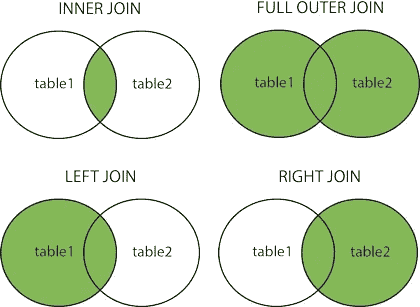 INNER JOIN
table1 table2
FULL OUTER JOIN
table1 table2
LEFT JOIN
table1 table2
RIGHT JOIN
table1 table2